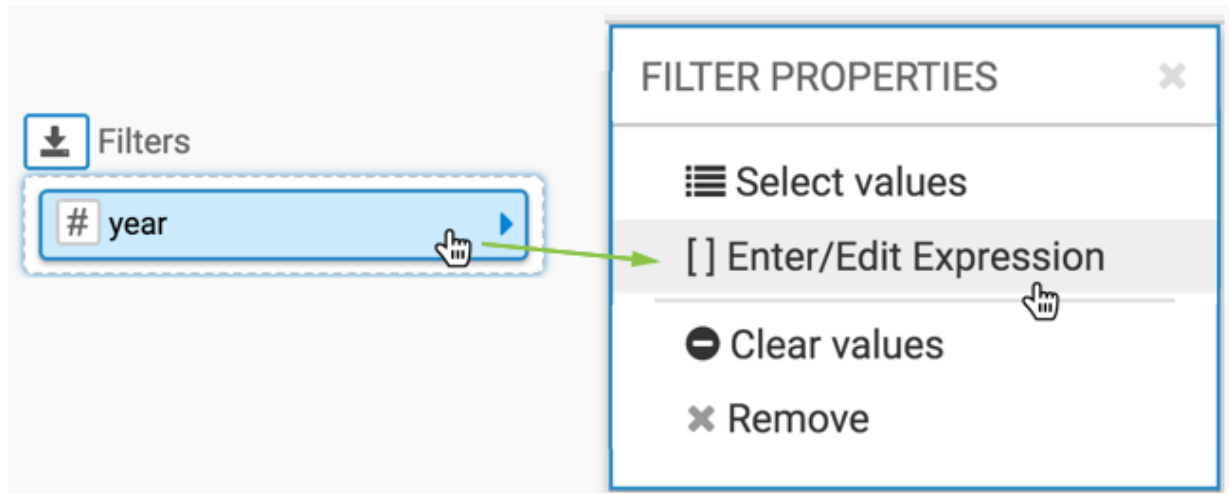 Filters
# year
FILTER PROPERTIES
Select values
[ ] Enter/Edit Expression
Clear values
Remove